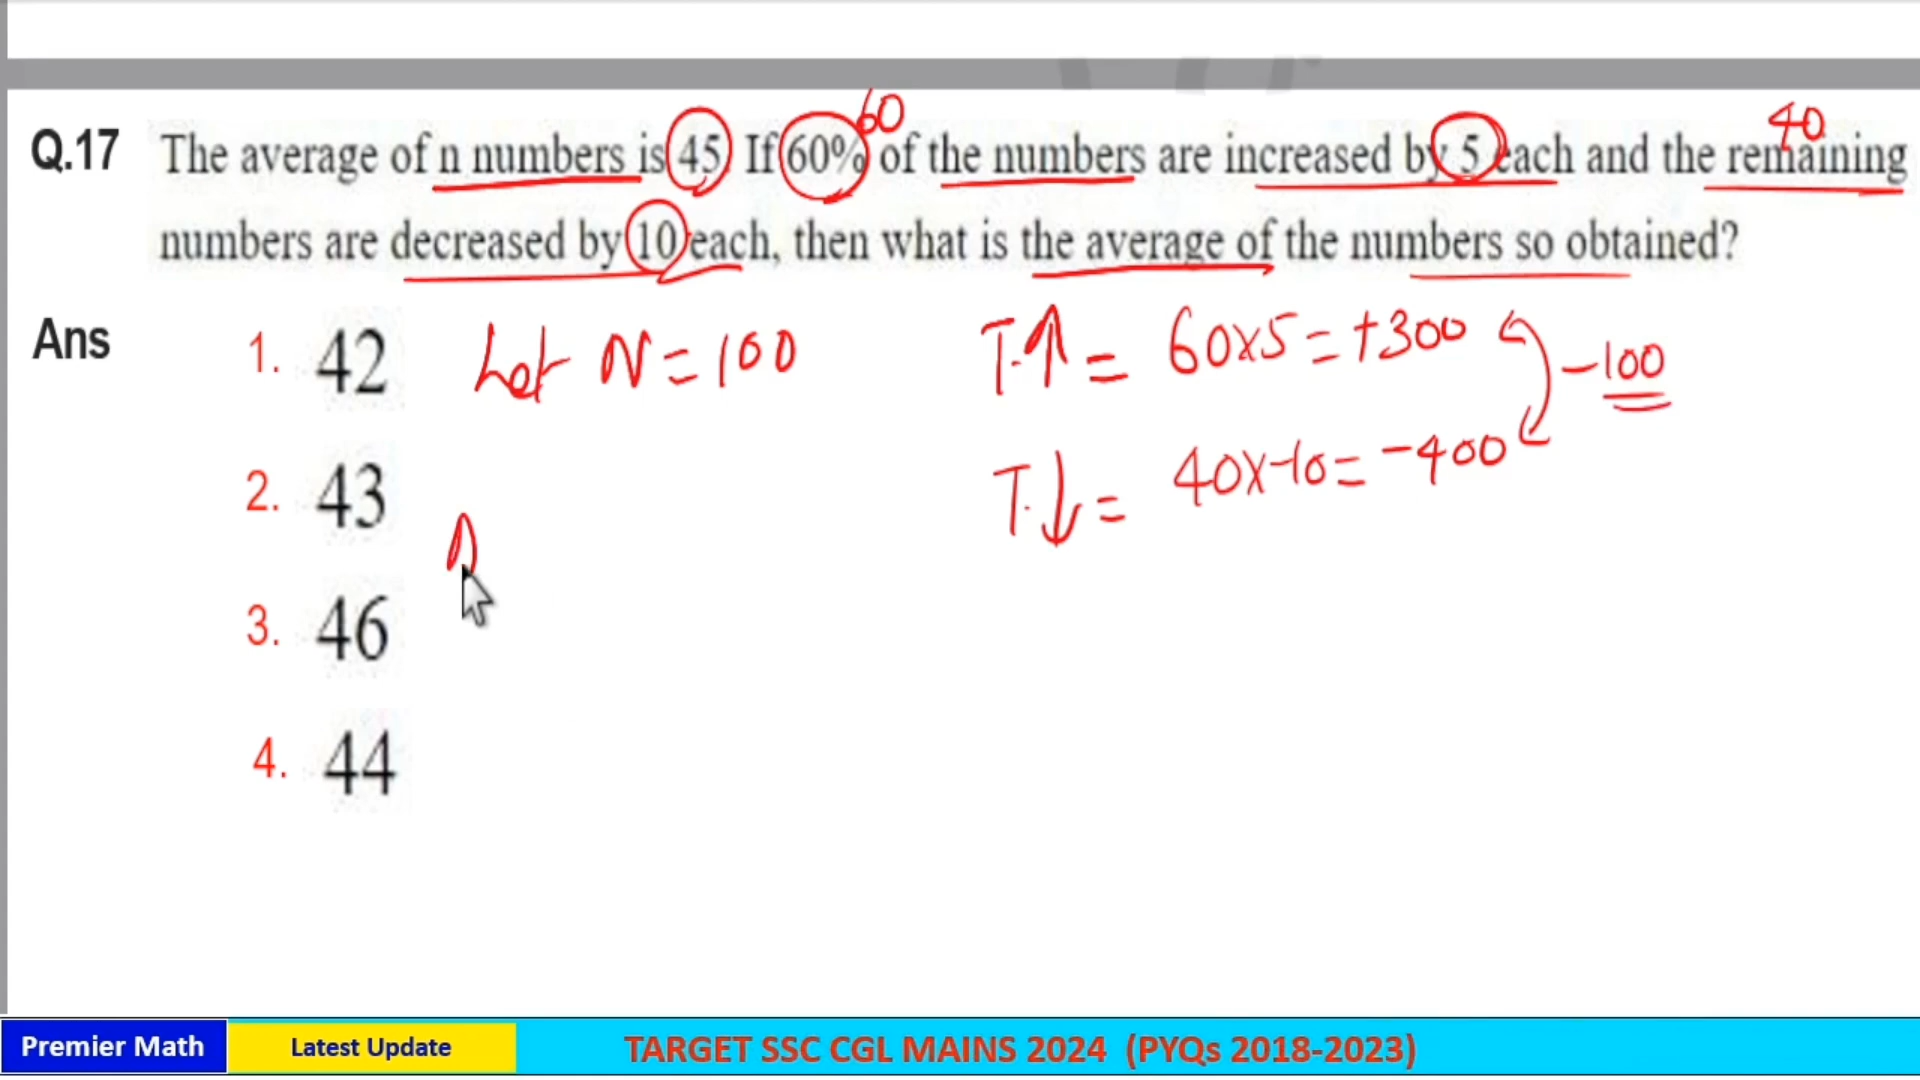 60
40
Q.17 The average of n numbers is 45. If 60% of the numbers are increased by 5 each and the remaining
numbers are decreased by 10 each, then what is the average of the numbers so obtained?
Ans 1. 42 Let N = 100 T.↑ = 60x5 = +300 -100
2. 43 T.↓ = 40x-10 = -400
3. 46
4. 44
Premier Math Latest Update TARGET SSC CGL MAINS 2024 (PYQs 2018-2023)